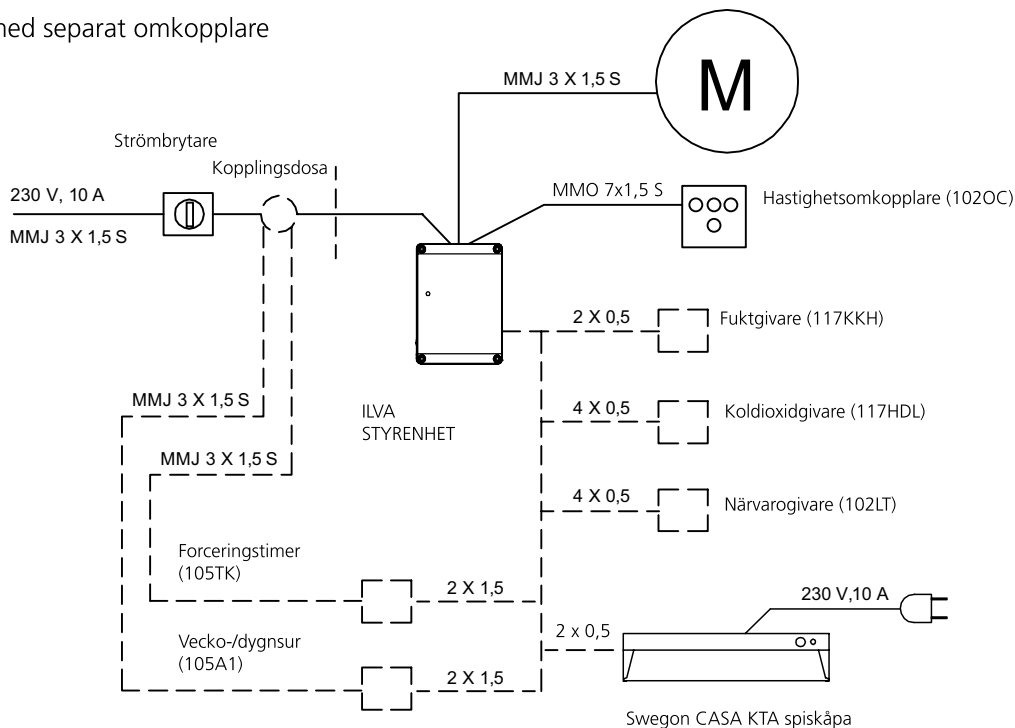 med separat omkopplare
M
MMJ 3 X 1,5 S
Strömbrytare
Kopplingsdosa
230 V, 10 A
MMJ 3 X 1,5 S
MMO 7x1,5 S
Hastighetsomkopplare (102OC)
2 X 0,5
Fuktgivare (117KKH)
MMJ 3 X 1,5 S
ILVA
STYRENHET
4 X 0,5
Koldioxidgivare (117HDL)
MMJ 3 X 1,5 S
4 X 0,5
Närvarogivare (102LT)
Forceringstimer
(105TK)
2 X 1,5
230 V,10 A
Vecko-/dygnsur
(105A1)
2 x 0,5
2 X 1,5
Swegon CASA KTA spiskåpa